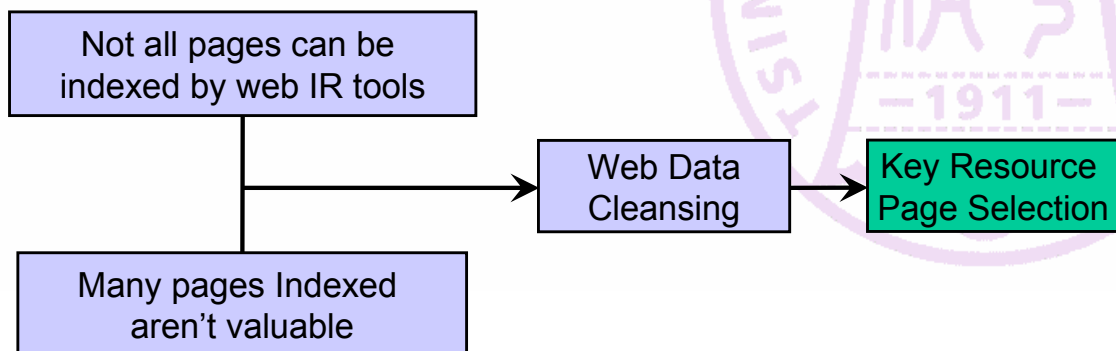 Not all pages can be
indexed by web IR tools
Web Data
Cleansing
Key Resource
Page Selection
Many pages Indexed
aren't valuable
-1911-